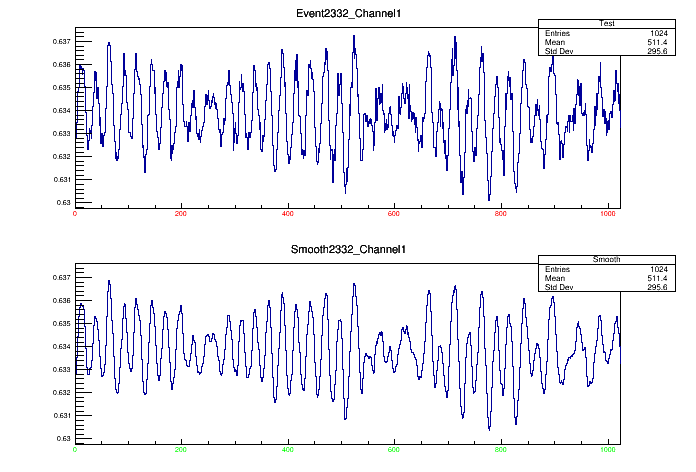 Event2332_Channel1
Test
Entries 1024
Mean 511.4
Std Dev 295.6
0.637
0.636
0.635
0.634
0.633
0.632
0.631
0.63
0 200 400 600 800 1000
Smooth2332_Channel1
Smooth
Entries 1024
Mean 511.4
Std Dev 295.6
0.637
0.636
0.635
0.634
0.633
0.632
0.631
0.63
0 200 400 600 800 1000